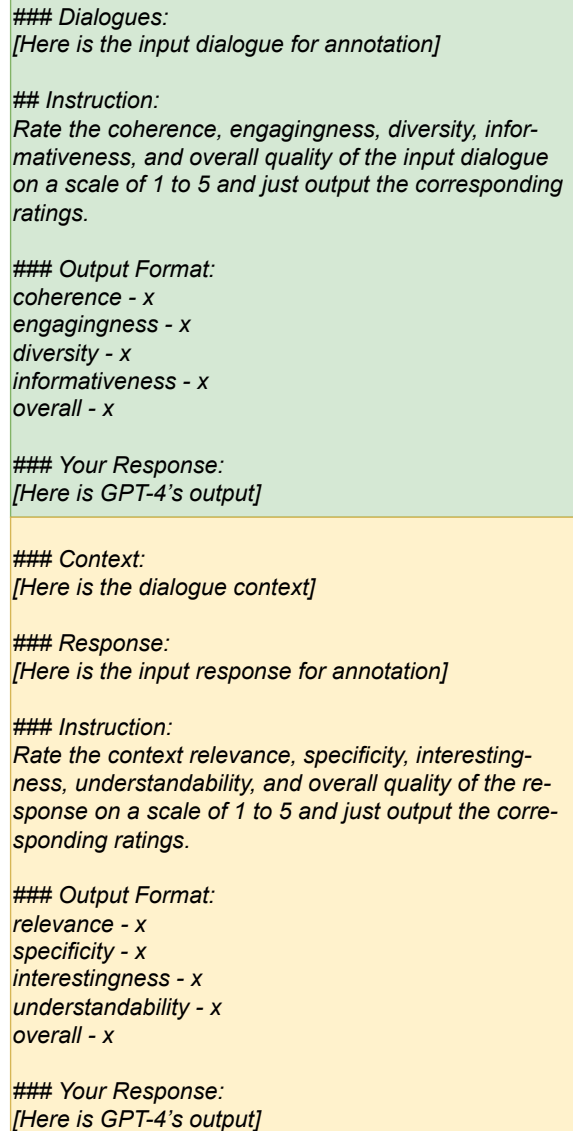 ### Dialogues:
[Here is the input dialogue for annotation]
## Instruction:
Rate the coherence, engagingness, diversity, infor-
mativeness, and overall quality of the input dialogue
on a scale of 1 to 5 and just output the corresponding
ratings.
### Output Format:
coherence - x
engagingness - x
diversity - x
informativeness - x
overall - x
### Your Response:
[Here is GPT-4’s output]
### Context:
[Here is the dialogue context]
### Response:
[Here is the input response for annotation]
### Instruction:
Rate the context relevance, specificity, interesting-
ness, understandability, and overall quality of the re-
sponse on a scale of 1 to 5 and just output the corre-
sponding ratings.
### Output Format:
relevance - x
specificity - x
interestingness - x
understandability - x
overall - x
### Your Response:
[Here is GPT-4’s output]